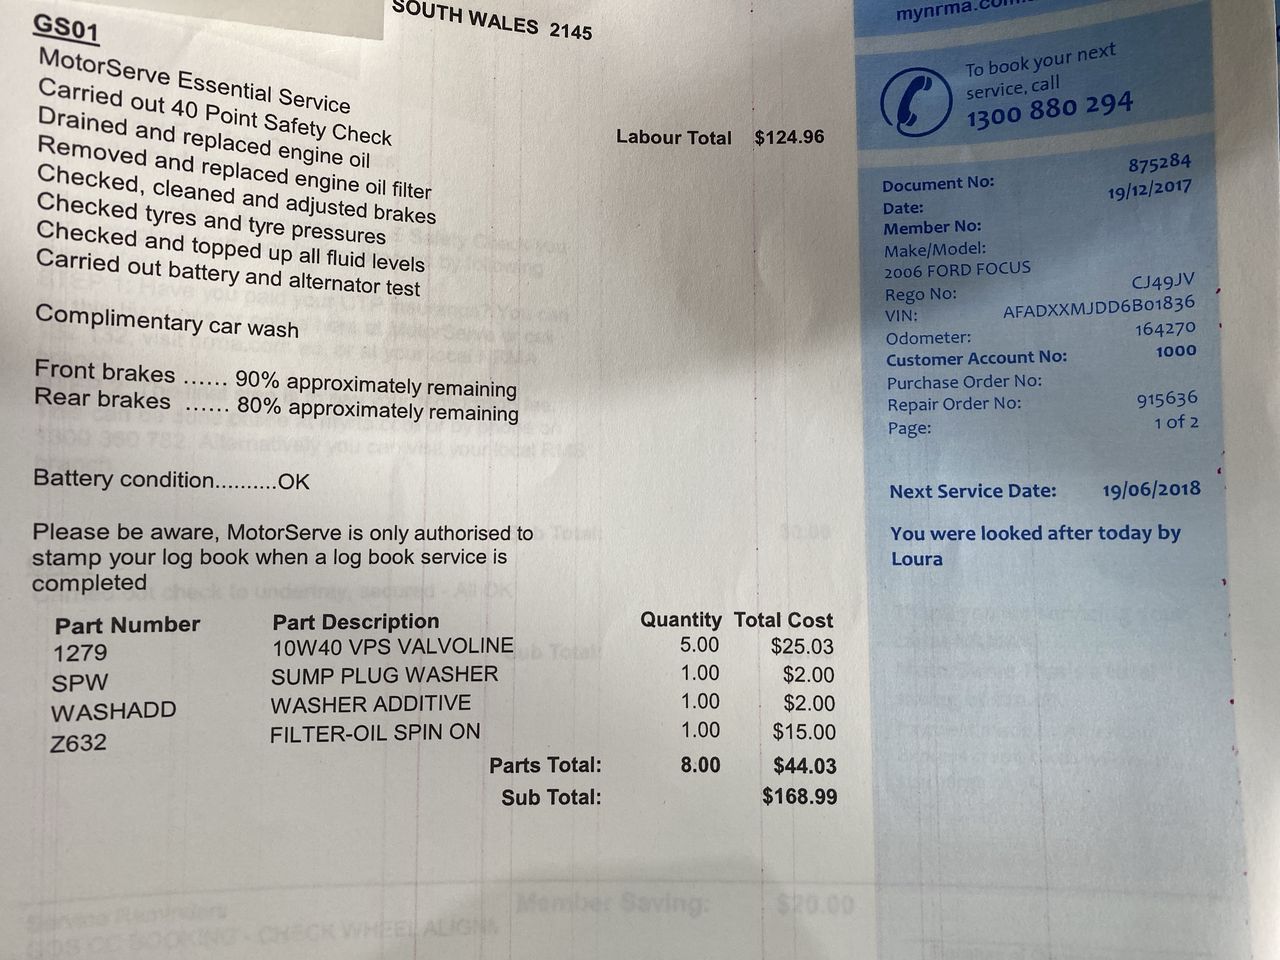 SOUTH WALES 2145
GS01
MotorServe Essential Service
Carried out 40 Point Safety Check
Drained and replaced engine oil
Removed and replaced engine oil filter
Checked, cleaned and adjusted brakes
Checked tyres and tyre pressures
Checked and topped up all fluid levels
Carried out battery and alternator test
Labour Total $124.96
Complimentary car wash
Front brakes ...... 90% approximately remaining
Rear brakes ...... 80% approximately remaining
Battery condition..........OK
Please be aware, MotorServe is only authorised to
stamp your log book when a log book service is
completed
Part Number Part Description Quantity Total Cost
1279 10W40 VPS VALVOLINE 5.00 $25.03
SPW SUMP PLUG WASHER 1.00 $2.00
WASHADD WASHER ADDITIVE 1.00 $2.00
Z632 FILTER-OIL SPIN ON 1.00 $15.00
Parts Total: 8.00 $44.03
Sub Total: $168.99
Member Saving: $20.00
To book your next
service, call
1300 880 294
Document No: 875284
Date: 19/12/2017
Member No:
Make/Model:
2006 FORD FOCUS
Rego No: CJ49JV
VIN: AFADXXMJDD6B01836
Odometer: 164270
Customer Account No: 1000
Purchase Order No:
Repair Order No: 915636
Page: 1 of 2
Next Service Date: 19/06/2018
You were looked after today by
Loura